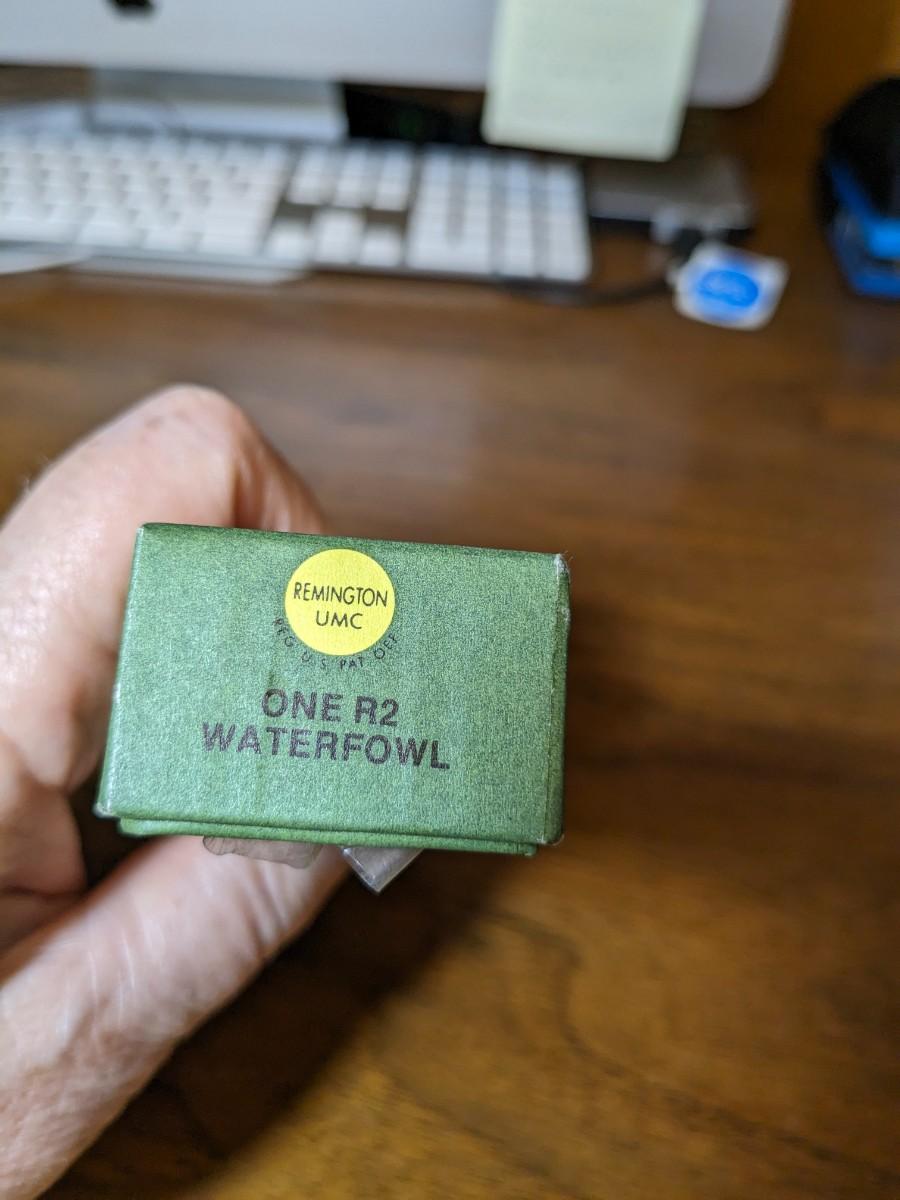 REMINGTON
UMC
REG. U.S. PAT. OFF.
ONE R2
WATERFOWL